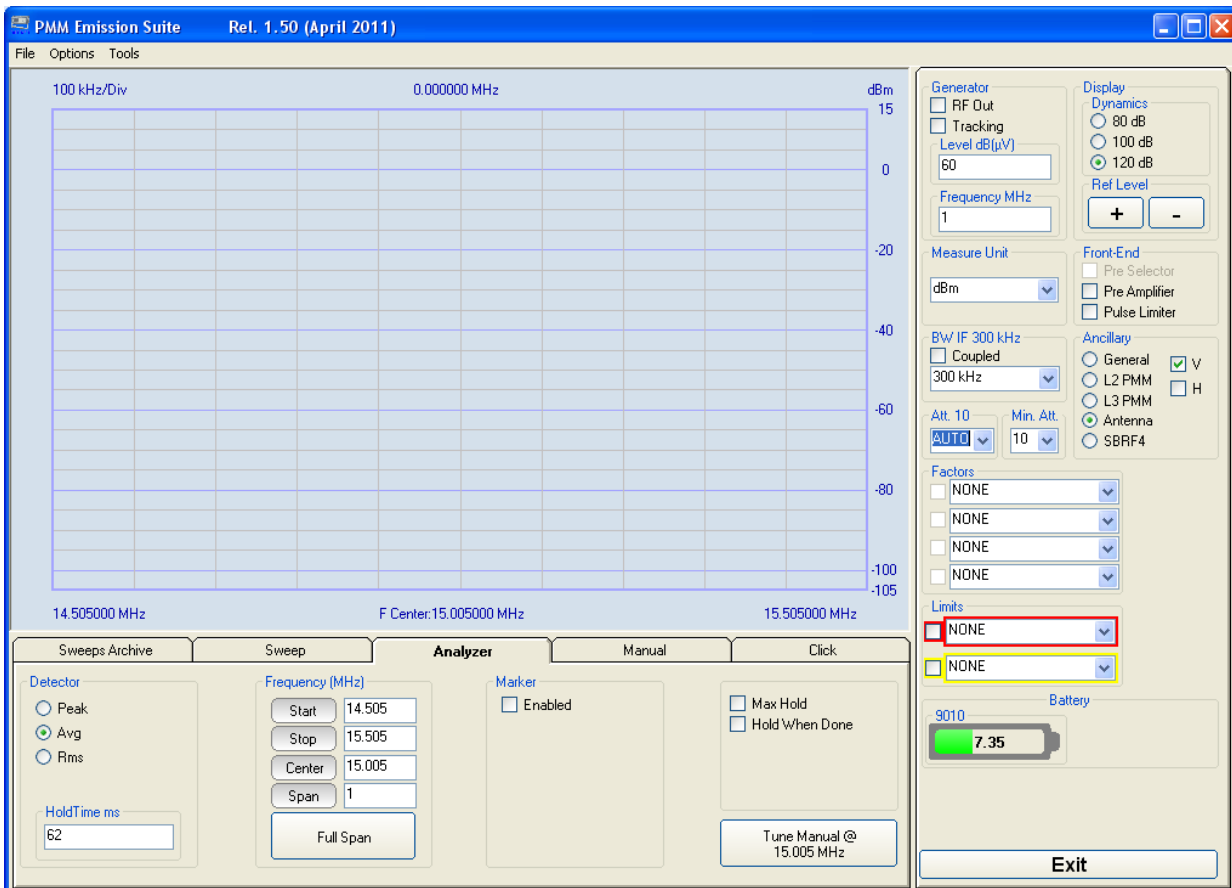 PMM Emission Suite Rel. 1.50 (April 2011)
File Options Tools
100 kHz/Div 0.000000 MHz dBm
15
0
-20
-40
-60
-80
-100
-105
14.505000 MHz F Center:15.005000 MHz 15.505000 MHz
Sweeps Archive Sweep Analyzer Manual Click
Detector
Peak
Avg
Rms
HoldTime ms
62
Frequency (MHz)
Start 14.505
Stop 15.505
Center 15.005
Span 1
Full Span
Marker
Enabled
Max Hold
Hold When Done
Tune Manual @
15.005 MHz
Generator
RF Out
Tracking
Level dB(µV)
60
Frequency MHz
1
Display
Dynamics
80 dB
100 dB
120 dB
Ref Level
+ -
Measure Unit
dBm
Front-End
Pre Selector
Pre Amplifier
Pulse Limiter
BW IF 300 kHz
Coupled
300 kHz
Att. 10 Min. Att.
AUTO 10
Ancillary
General
L2 PMM
L3 PMM
Antenna
SBRF4
V
H
Factors
NONE
NONE
NONE
NONE
Limits
NONE
NONE
Battery
9010
7.35
Exit